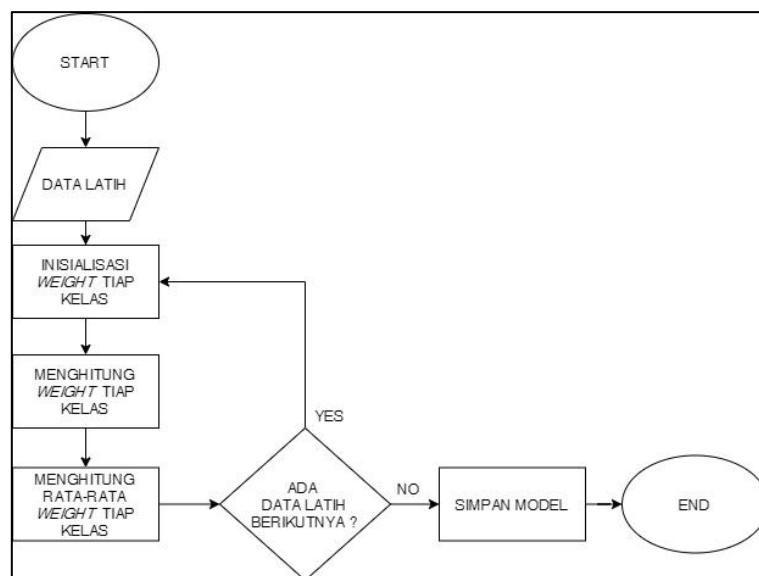 START
DATA LATIH
INISIALISASI
WEIGHT TIAP
KELAS
MENGHITUNG
WEIGHT TIAP
KELAS
MENGHITUNG
RATA-RATA
WEIGHT TIAP
KELAS
YES
ADA
DATA LATIH
BERIKUTNYA ?
NO
SIMPAN MODEL
END